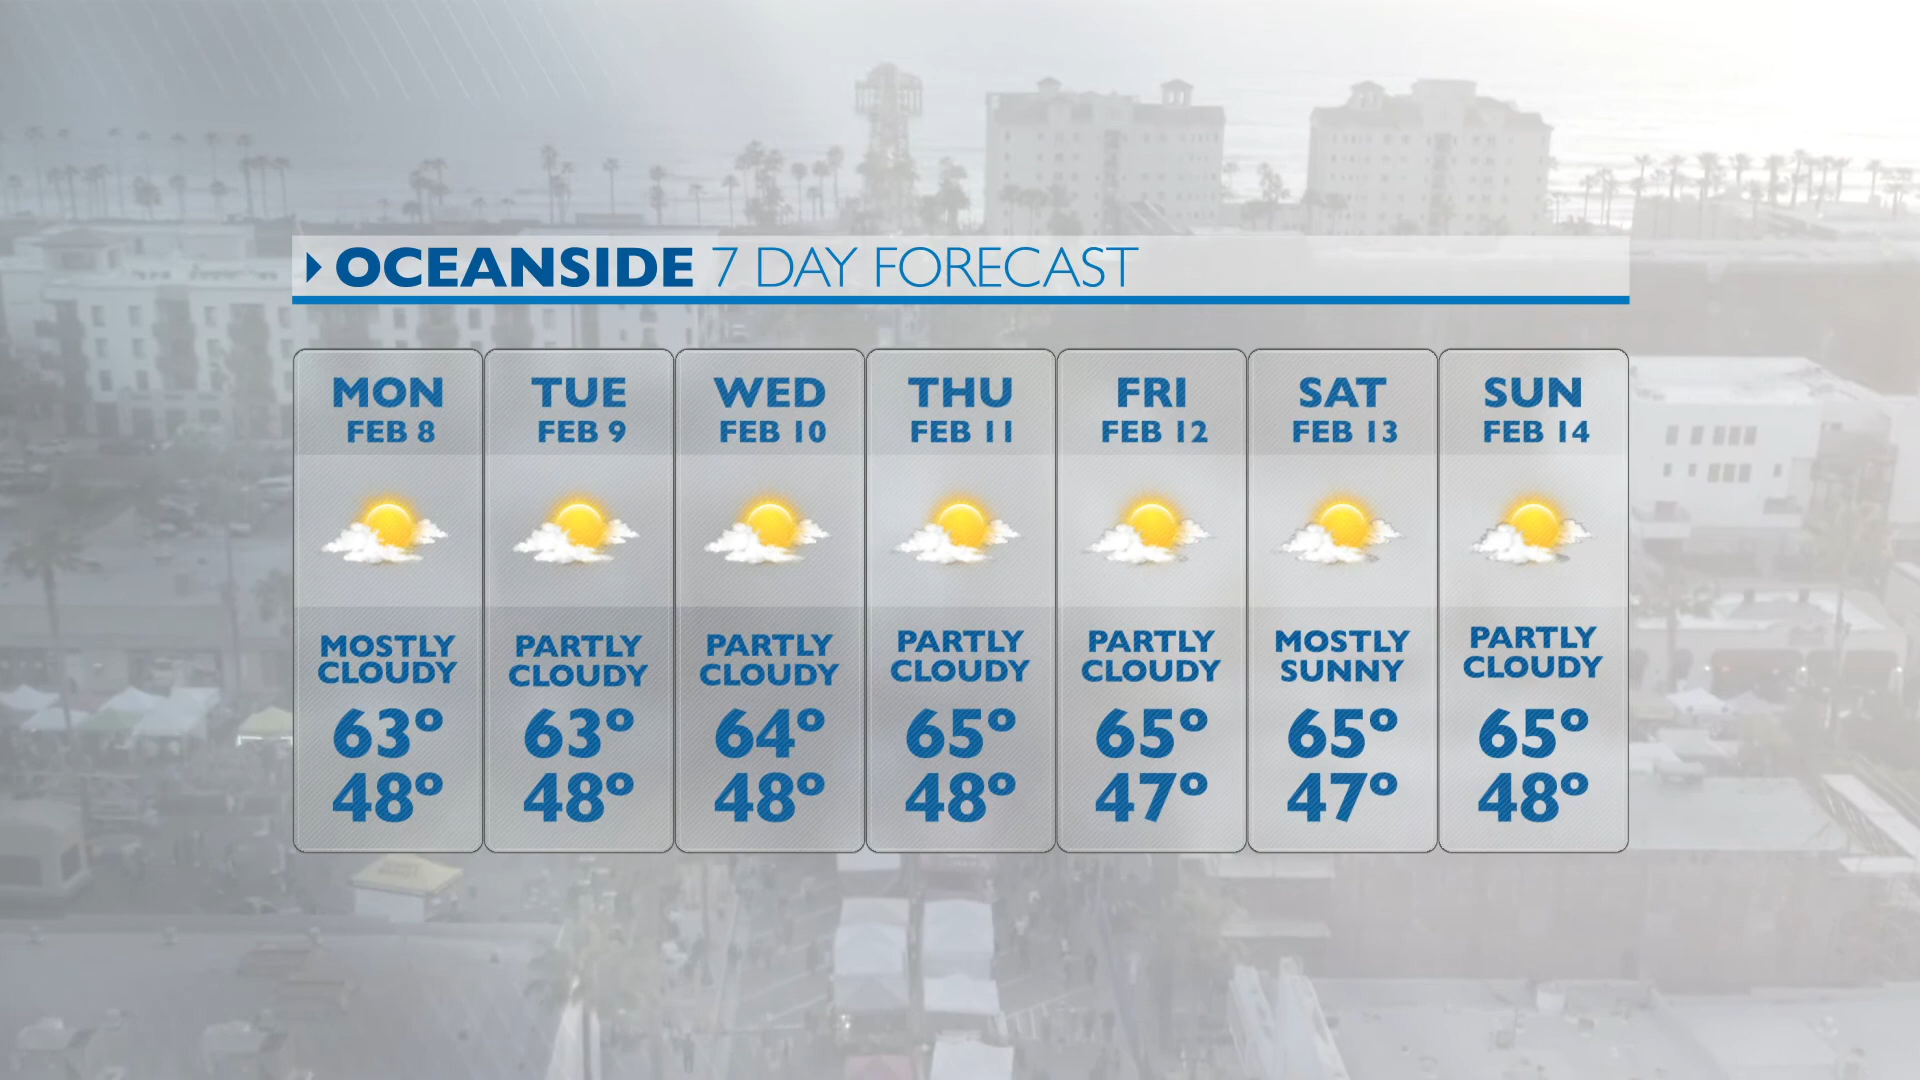 OCEANSIDE 7 DAY FORECAST
MON
FEB 8
MOSTLY
CLOUDY
63°
48°
TUE
FEB 9
PARTLY
CLOUDY
63°
48°
WED
FEB 10
PARTLY
CLOUDY
64°
48°
THU
FEB 11
PARTLY
CLOUDY
65°
48°
FRI
FEB 12
PARTLY
CLOUDY
65°
47°
SAT
FEB 13
MOSTLY
SUNNY
65°
47°
SUN
FEB 14
PARTLY
CLOUDY
65°
48°